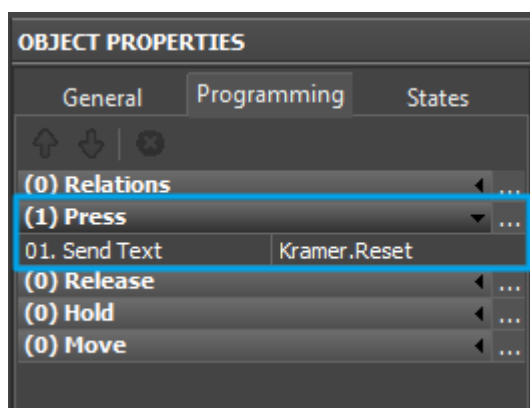 OBJECT PROPERTIES
General Programming States
(0) Relations ...
(1) Press ...
01. Send Text Kramer.Reset
(0) Release ...
(0) Hold ...
(0) Move ...